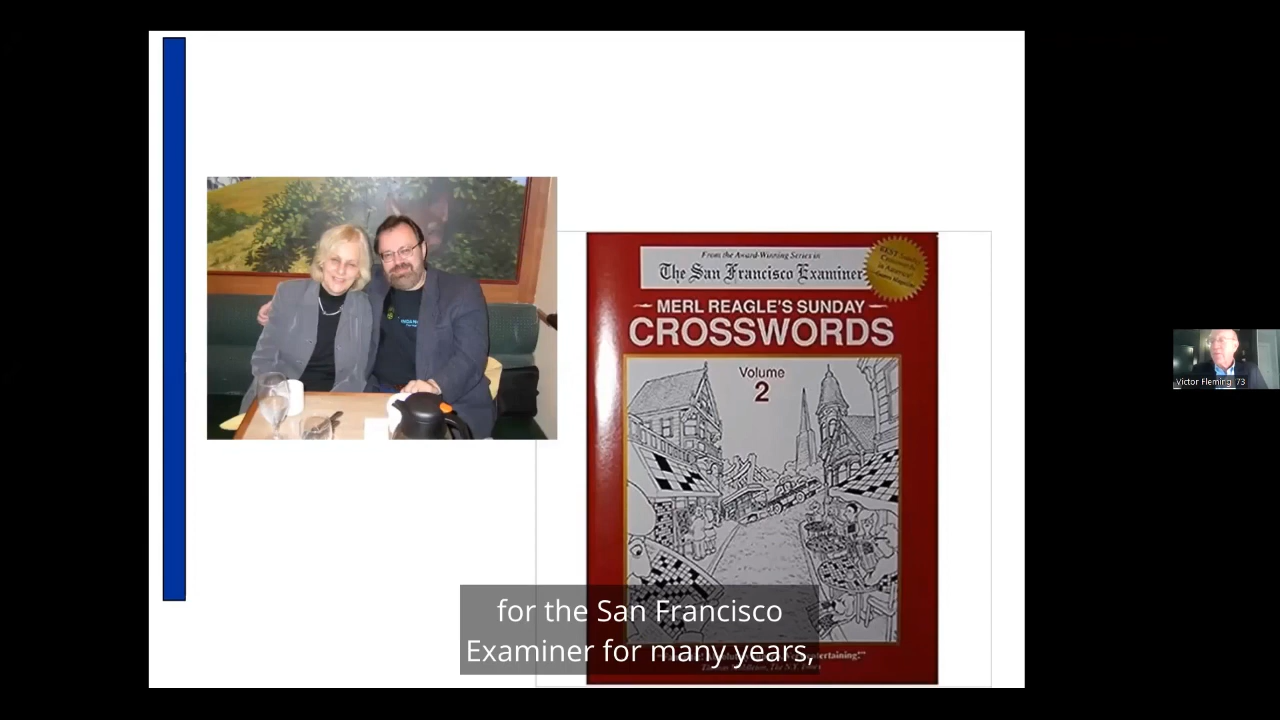 From the Award-Winning Series in
The San Francisco Examiner
MERL REAGLE'S SUNDAY
CROSSWORDS
Volume
2
for the San Francisco
Examiner for many years,
Victor Fleming 73